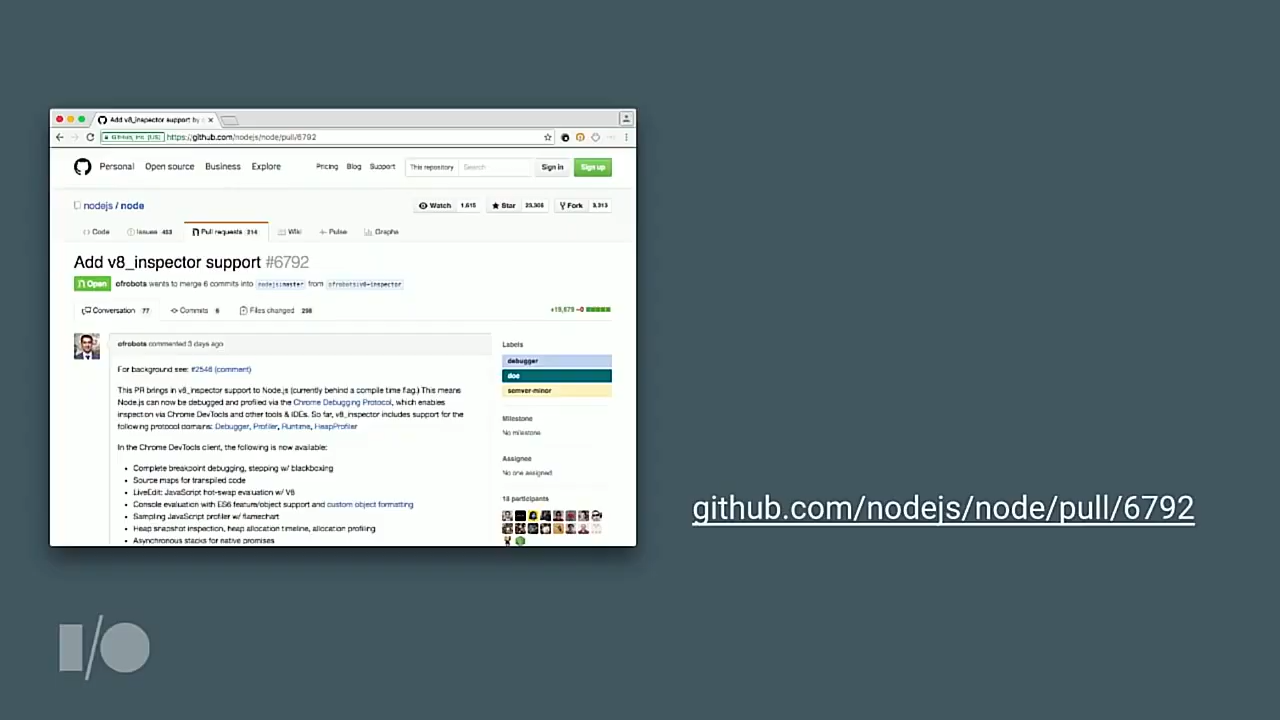 Add v8_inspector support by
GitHub, Inc. [US] https://github.com/nodejs/node/pull/6792
Personal Open source Business Explore Pricing Blog Support This repository Search Sign in Sign up
nodejs / node Watch 1,615 Star Fork
Code Issues 453 Pull requests 214 Wiki Pulse Graphs
Add v8_inspector support #6792
Open ofrobots wants to merge 6 commits into nodejs:master from ofrobots:v8-inspector
Conversation 77 Commits 6 Files changed
ofrobots commented 3 days ago
For background see: #2546 (comment)
This PR brings in v8_inspector support to Node.js (currently behind a compile time flag.) This means
Node.js can now be debugged and profiled via the Chrome Debugging Protocol, which enables
inspection via Chrome DevTools and other tools & IDEs. So far, v8_inspector includes support for the
following protocol domains: Debugger, Profiler, Runtime, HeapProfiler
In the Chrome DevTools client, the following is now available:
• Complete breakpoint debugging, stepping w/ blackboxing
• Source maps for transpiled code
• LiveEdit: JavaScript hot-swap evaluation w/ V8
• Console evaluation with ES6 feature/object support and custom object formatting
• Sampling JavaScript profiler w/ flamechart
• Heap snapshot inspection, heap allocation timeline, allocation profiling
• Asynchronous stacks for native promises
Labels
debugger
doc
semver-minor
Milestone
No milestone
Assignee
No one assigned
18 participants
github.com/nodejs/node/pull/6792
I/O